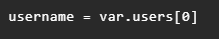 username = var.users[0]